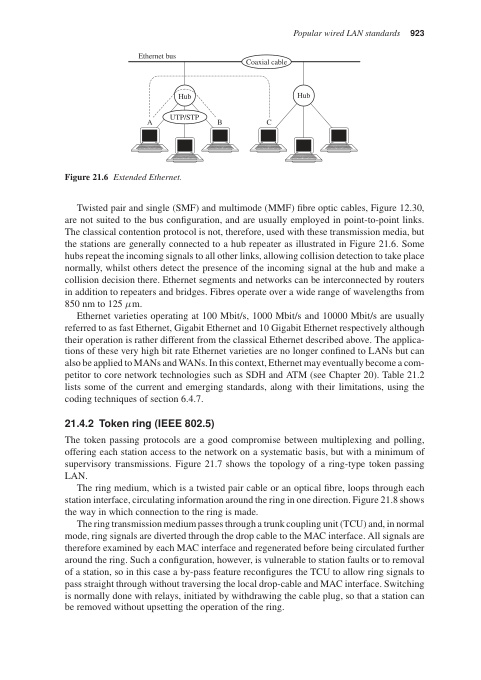 Popular wired LAN standards 923
Ethernet bus
Coaxial cable
Hub
Hub
UTP/STP
A
B
C
Figure 21.6 Extended Ethernet.
Twisted pair and single (SMF) and multimode (MMF) fibre optic cables, Figure 12.30,
are not suited to the bus configuration, and are usually employed in point-to-point links.
The classical contention protocol is not, therefore, used with these transmission media, but
the stations are generally connected to a hub repeater as illustrated in Figure 21.6. Some
hubs repeat the incoming signals to all other links, allowing collision detection to take place
normally, whilst others detect the presence of the incoming signal at the hub and make a
collision decision there. Ethernet segments and networks can be interconnected by routers
in addition to repeaters and bridges. Fibres operate over a wide range of wavelengths from
850 nm to 125 μm.
Ethernet varieties operating at 100 Mbit/s, 1000 Mbit/s and 10000 Mbit/s are usually
referred to as fast Ethernet, Gigabit Ethernet and 10 Gigabit Ethernet respectively although
their operation is rather different from the classical Ethernet described above. The applica-
tions of these very high bit rate Ethernet varieties are no longer confined to LANs but can
also be applied to MANs and WANs. In this context, Ethernet may eventually become a com-
petitor to core network technologies such as SDH and ATM (see Chapter 20). Table 21.2
lists some of the current and emerging standards, along with their limitations, using the
coding techniques of section 6.4.7.
21.4.2 Token ring (IEEE 802.5)
The token passing protocols are a good compromise between multiplexing and polling,
offering each station access to the network on a systematic basis, but with a minimum of
supervisory transmissions. Figure 21.7 shows the topology of a ring-type token passing
LAN.
The ring medium, which is a twisted pair cable or an optical fibre, loops through each
station interface, circulating information around the ring in one direction. Figure 21.8 shows
the way in which connection to the ring is made.
The ring transmission medium passes through a trunk coupling unit (TCU) and, in normal
mode, ring signals are diverted through the drop cable to the MAC interface. All signals are
therefore examined by each MAC interface and regenerated before being circulated further
around the ring. Such a configuration, however, is vulnerable to station faults or to removal
of a station, so in this case a by-pass feature reconfigures the TCU to allow ring signals to
pass straight through without traversing the local drop-cable and MAC interface. Switching
is normally done with relays, initiated by withdrawing the cable plug, so that a station can
be removed without upsetting the operation of the ring.